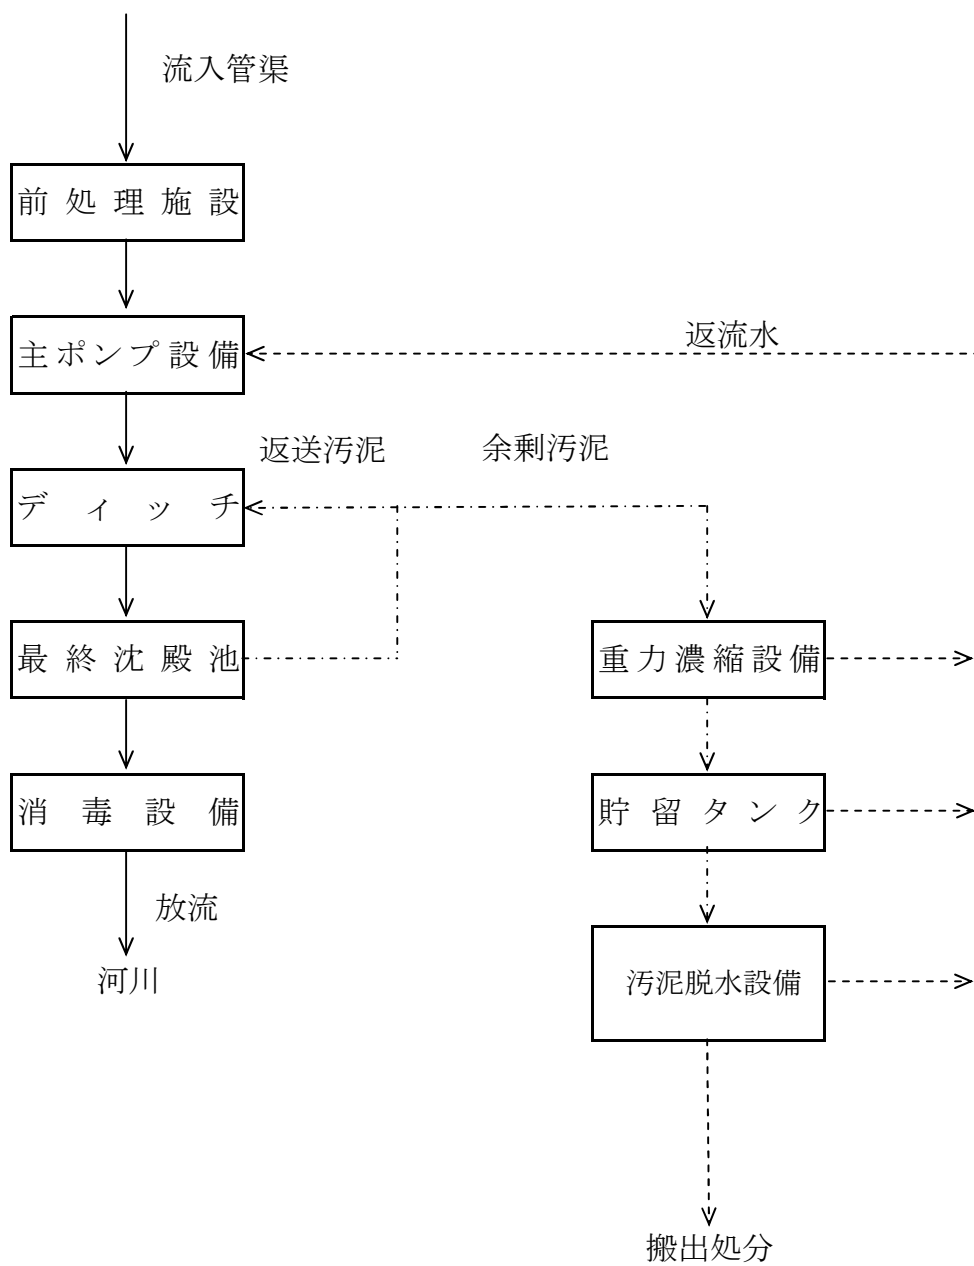 流入管渠
前処理施設
主ポンプ設備
返流水
返送汚泥
余剰汚泥
ディッチ
最終沈殿池
重力濃縮設備
消毒設備
貯留タンク
放流
河川
汚泥脱水設備
搬出処分